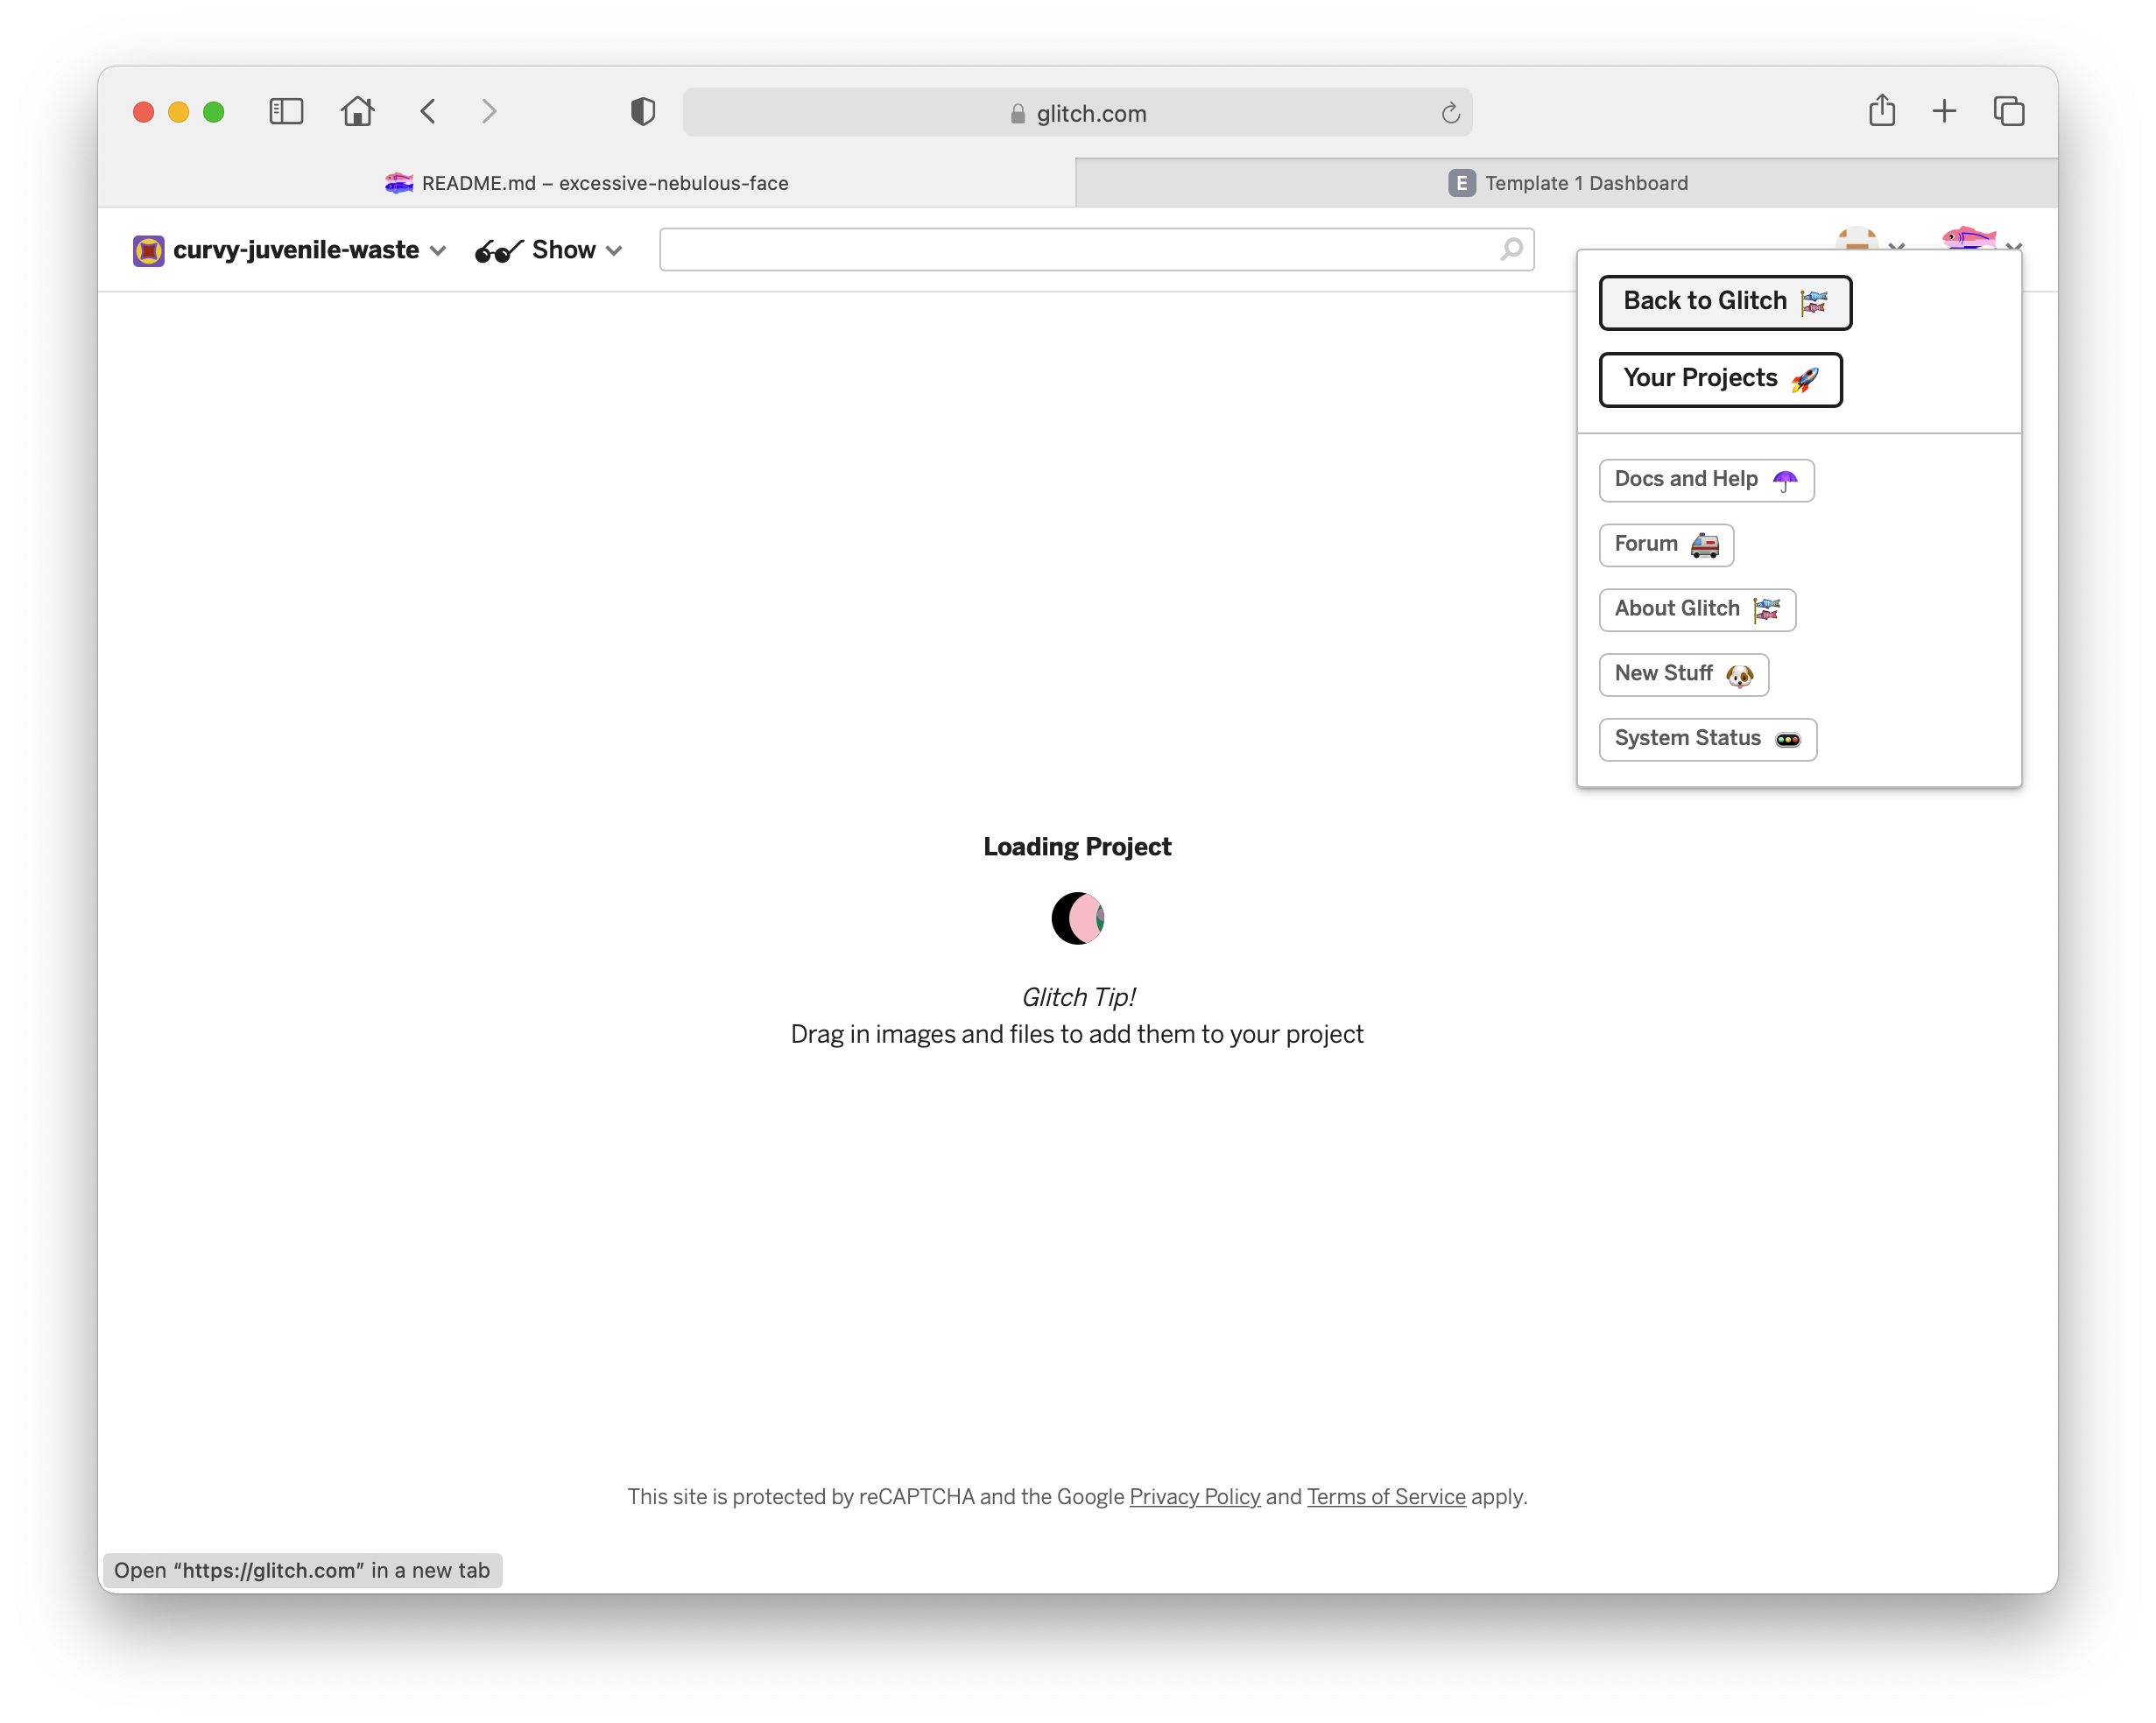 glitch.com
README.md – excessive-nebulous-face
E Template 1 Dashboard
curvy-juvenile-waste
Show
Back to Glitch
Your Projects
Docs and Help
Forum
About Glitch
New Stuff
System Status
Loading Project
Glitch Tip!
Drag in images and files to add them to your project
This site is protected by reCAPTCHA and the Google Privacy Policy and Terms of Service apply.
Open “https://glitch.com” in a new tab